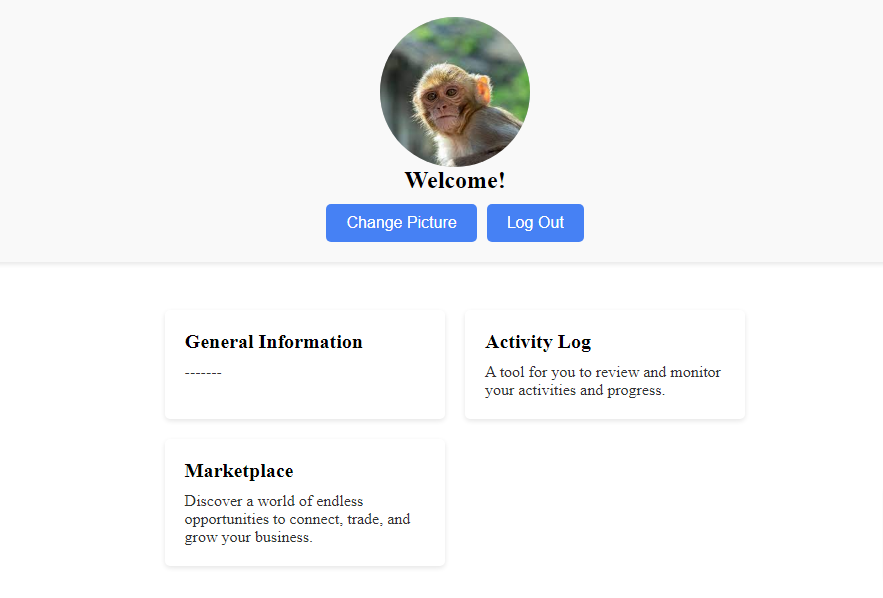 Welcome!
Change Picture
Log Out
General Information
-------
Activity Log
A tool for you to review and monitor
your activities and progress.
Marketplace
Discover a world of endless
opportunities to connect, trade, and
grow your business.